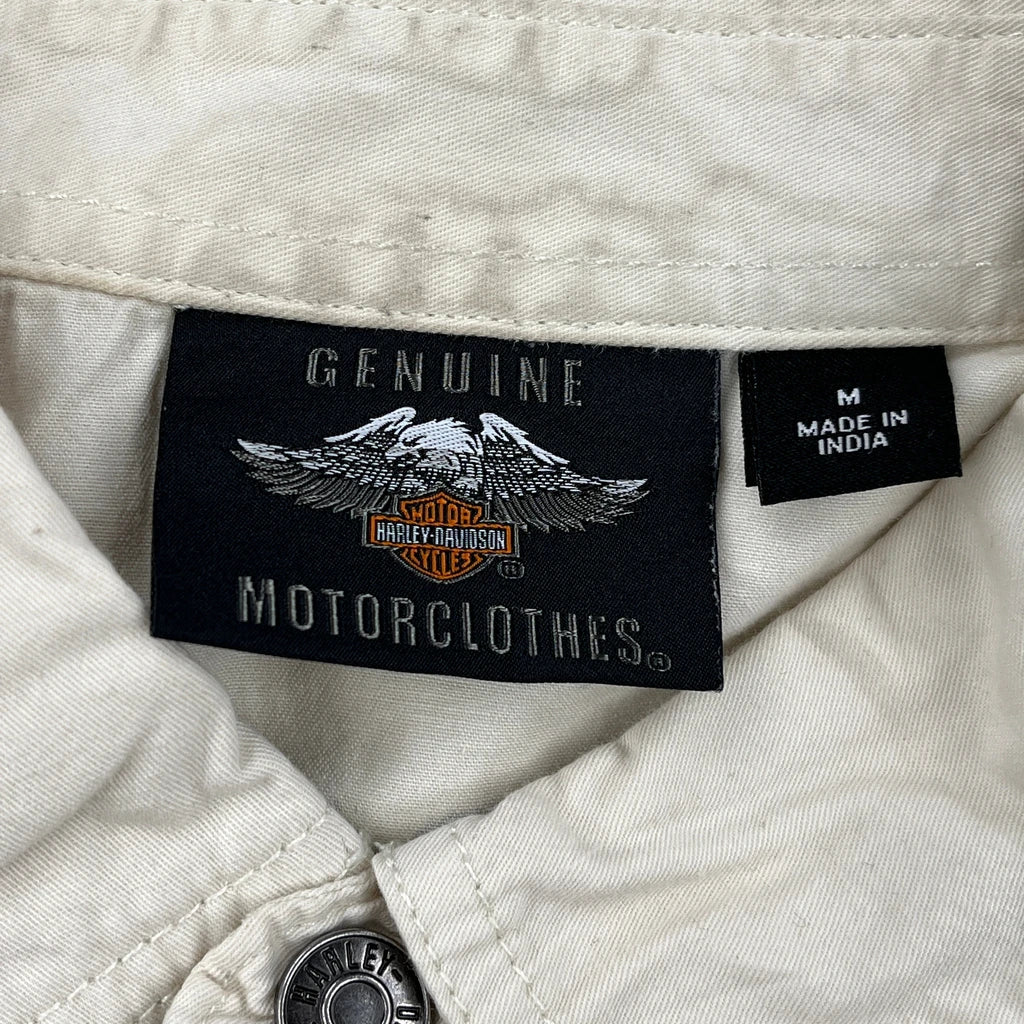 GENUINE
MOTOR
HARLEY-DAVIDSON
CYCLES
®
MOTORCLOTHES®
M
MADE IN
INDIA
HARLEY-D